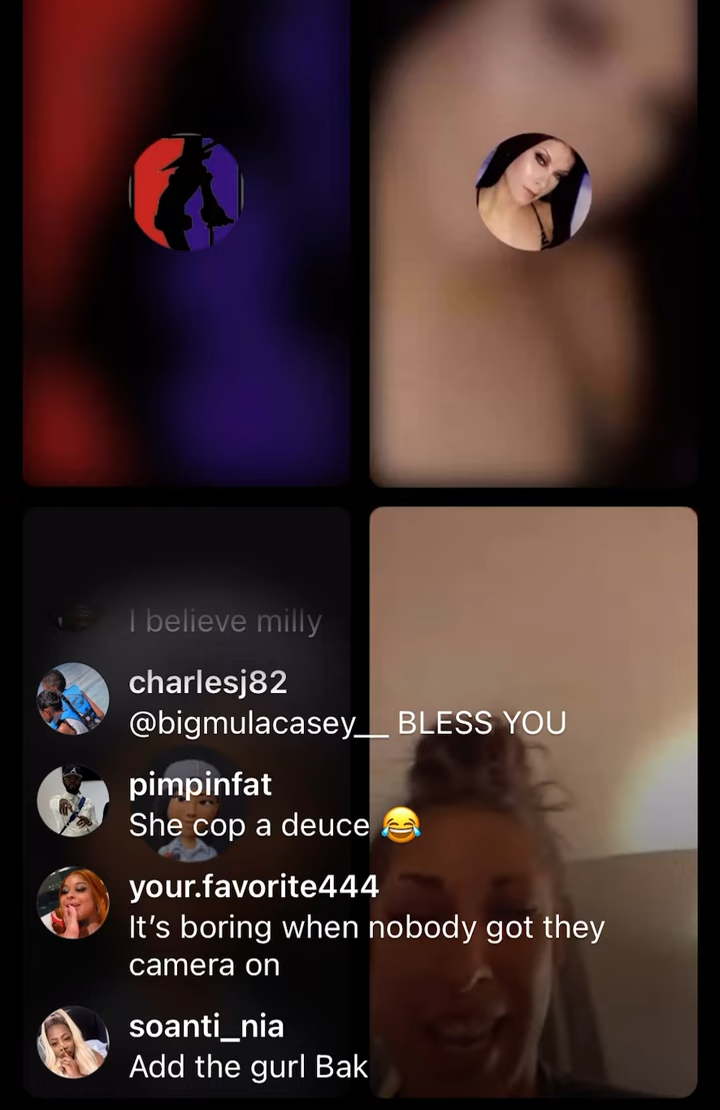 I believe milly
charlesj82
@bigmulacasey__ BLESS YOU
pimpinfat
She cop a deuce 😂
your.favorite444
It’s boring when nobody got they
camera on
soanti_nia
Add the gurl Bak